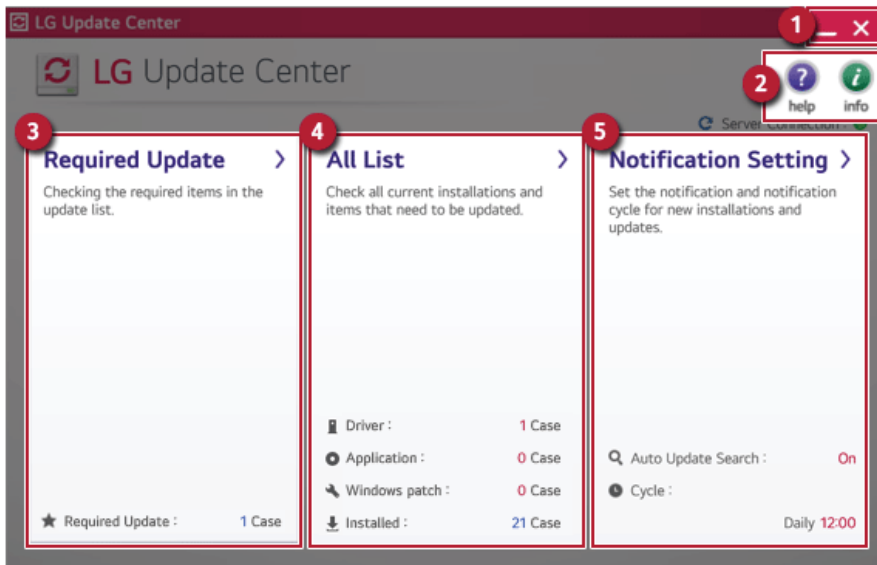 LG Update Center
1
LG Update Center
2
? i
help info
Server Connection :
3
Required Update >
Checking the required items in the
update list.
Required Update : 1 Case
4
All List >
Check all current installations and
items that need to be updated.
Driver : 1 Case
Application : 0 Case
Windows patch : 0 Case
Installed : 21 Case
5
Notification Setting >
Set the notification and notification
cycle for new installations and
updates.
Auto Update Search : On
Cycle :
Daily 12:00